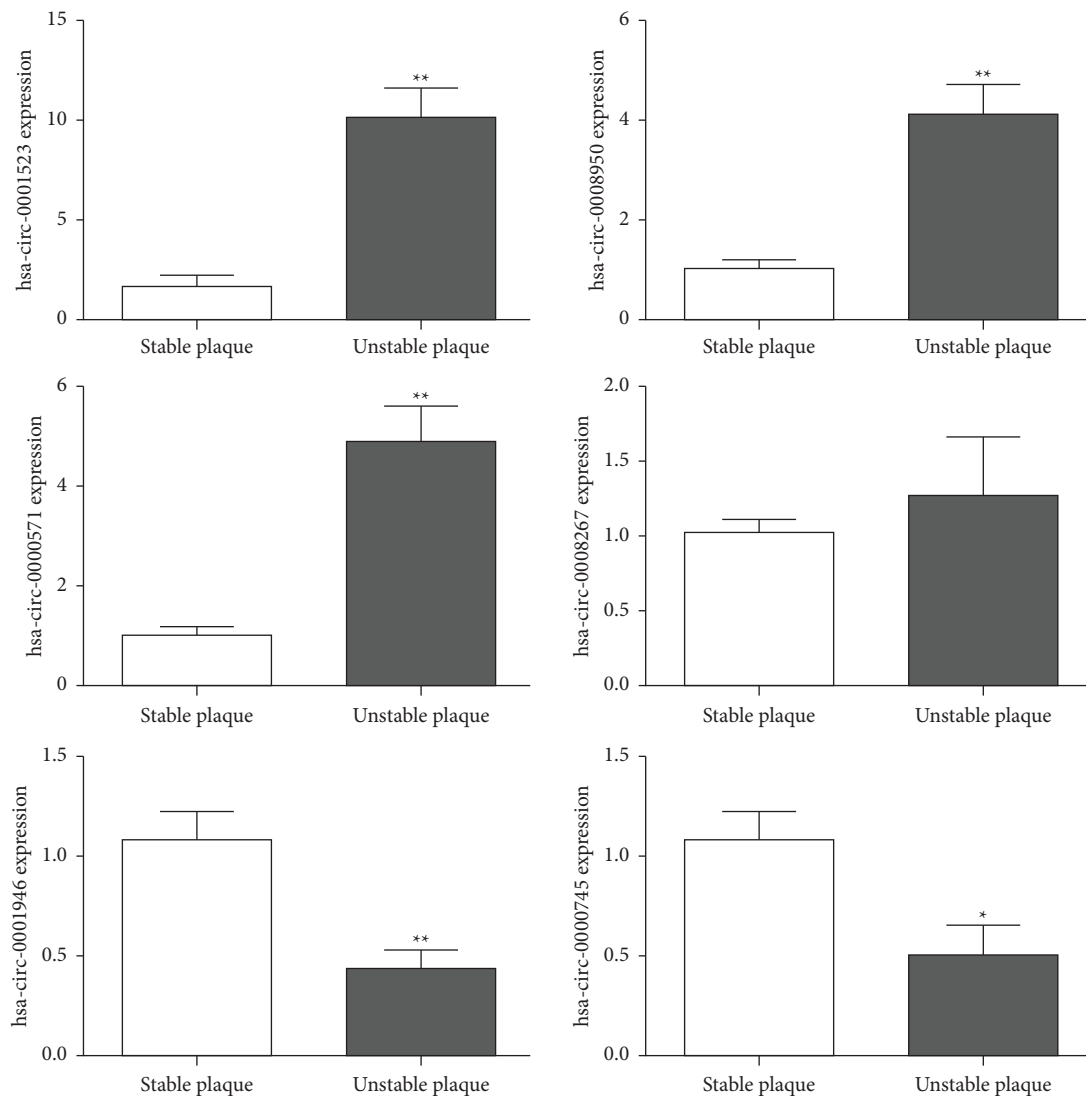 hsa-circ-0001523 expression
15
10
5
0
**
Stable plaque Unstable plaque
hsa-circ-0008950 expression
6
4
2
0
**
Stable plaque Unstable plaque
hsa-circ-0000571 expression
6
4
2
0
**
Stable plaque Unstable plaque
hsa-circ-0008267 expression
2.0
1.5
1.0
0.5
0.0
Stable plaque Unstable plaque
hsa-circ-0001946 expression
1.5
1.0
0.5
0.0
**
Stable plaque Unstable plaque
hsa-circ-0000745 expression
1.5
1.0
0.5
0.0
*
Stable plaque Unstable plaque